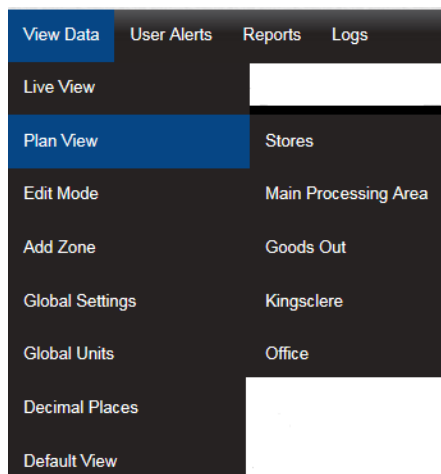 View Data User Alerts Reports Logs
Live View
Plan View Stores
Edit Mode Main Processing Area
Add Zone Goods Out
Global Settings Kingsclere
Global Units Office
Decimal Places
Default View